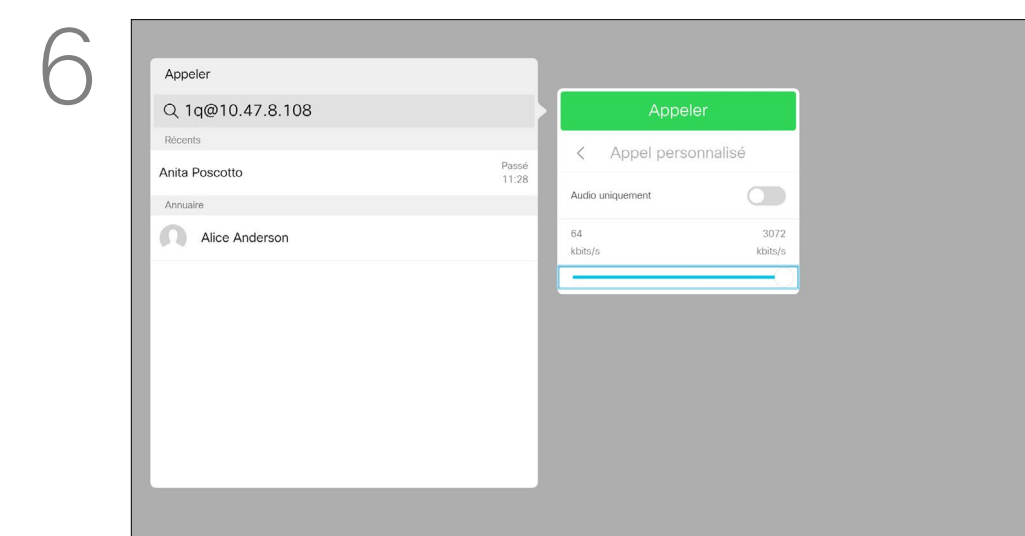 6
Appeler
1q@10.47.8.108
Récents
Anita Poscotto
Passé
11:28
Annuaire
Alice Anderson
Appeler
Appel personnalisé
Audio uniquement
64
kbits/s
3072
kbits/s